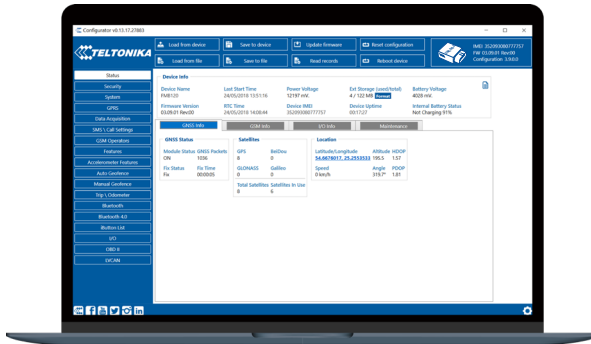 Configurator v0.13.17.27883
TELTONIKA
Load from device
Save to device
Update firmware
Reset configuration
Load from file
Save to file
Read records
Reboot device
IMEI 352093080777757
FW 03.09.01 Rev:00
Configuration 3.9.0.0
Status
Security
System
GPRS
Data Acquisition
SMS \ Call Settings
GSM Operators
Features
Accelerometer Features
Auto Geofence
Manual Geofence
Trip \ Odometer
Bluetooth
Bluetooth 4.0
iButton List
I/O
OBD II
LVCAN
Device Info
Device Name Last Start Time Power Voltage Ext Storage (used/total) Battery Voltage
FMB120 24/05/2018 13:51:16 12197 mV. 4 / 122 MB Format 4028 mV.
Firmware Version RTC Time Device IMEI Device Uptime Internal Battery Status
03.09.01 Rev:00 24/05/2018 14:08:44 352093080777757 00:17:27 Not Charging 91%
GNSS Info GSM Info I/O Info Maintenance
GNSS Status Satellites Location
Module Status GNSS Packets GPS BeiDou Latitude/Longitude Altitude HDOP
ON 1036 8 0 195.5 1.57
Fix Status Fix Time GLONASS Galileo Speed Angle PDOP
Fix 00:00:05 0 0 0 km/h 319.7° 1.81
Total Satellites Satellites in Use
8 6